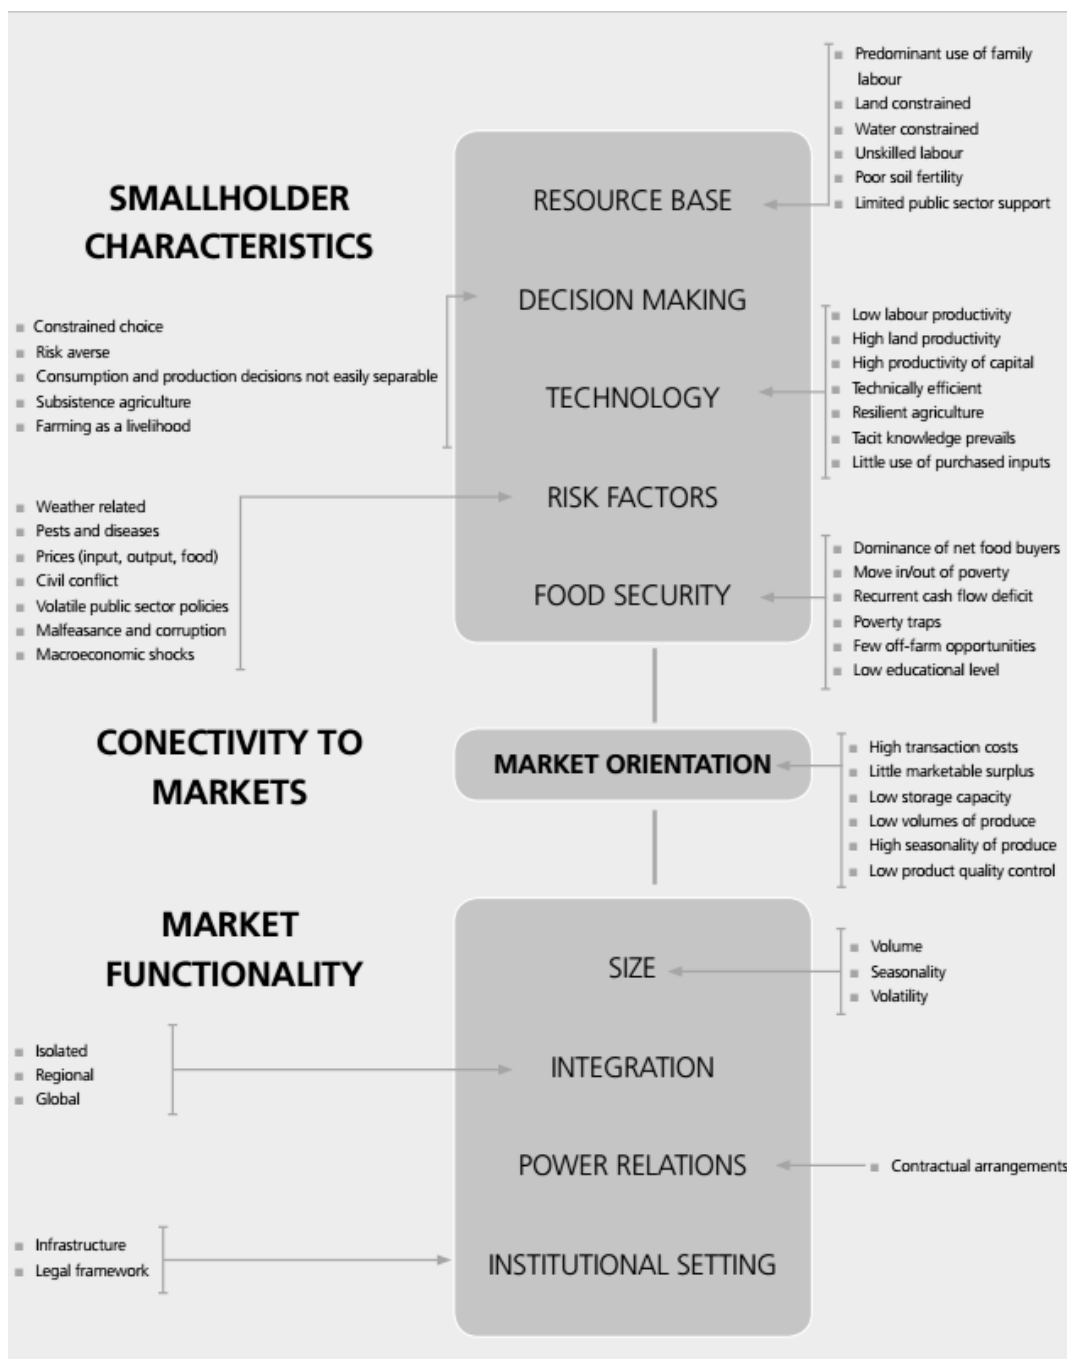 SMALLHOLDER
CHARACTERISTICS
RESOURCE BASE
Predominant use of family
labour
Land constrained
Water constrained
Unskilled labour
Poor soil fertility
Limited public sector support
DECISION MAKING
Constrained choice
Risk averse
Consumption and production decisions not easily separable
Subsistence agriculture
Farming as a livelihood
TECHNOLOGY
Low labour productivity
High land productivity
High productivity of capital
Technically efficient
Resilient agriculture
Tacit knowledge prevails
Little use of purchased inputs
RISK FACTORS
Weather related
Pests and diseases
Prices (input, output, food)
Civil conflict
Volatile public sector policies
Malfeasance and corruption
Macroeconomic shocks
FOOD SECURITY
Dominance of net food buyers
Move in/out of poverty
Recurrent cash flow deficit
Poverty traps
Few off-farm opportunities
Low educational level
CONECTIVITY TO
MARKETS
MARKET ORIENTATION
High transaction costs
Little marketable surplus
Low storage capacity
Low volumes of produce
High seasonality of produce
Low product quality control
MARKET
FUNCTIONALITY
SIZE
Volume
Seasonality
Volatility
INTEGRATION
Isolated
Regional
Global
POWER RELATIONS
Contractual arrangements
INSTITUTIONAL SETTING
Infrastructure
Legal framework